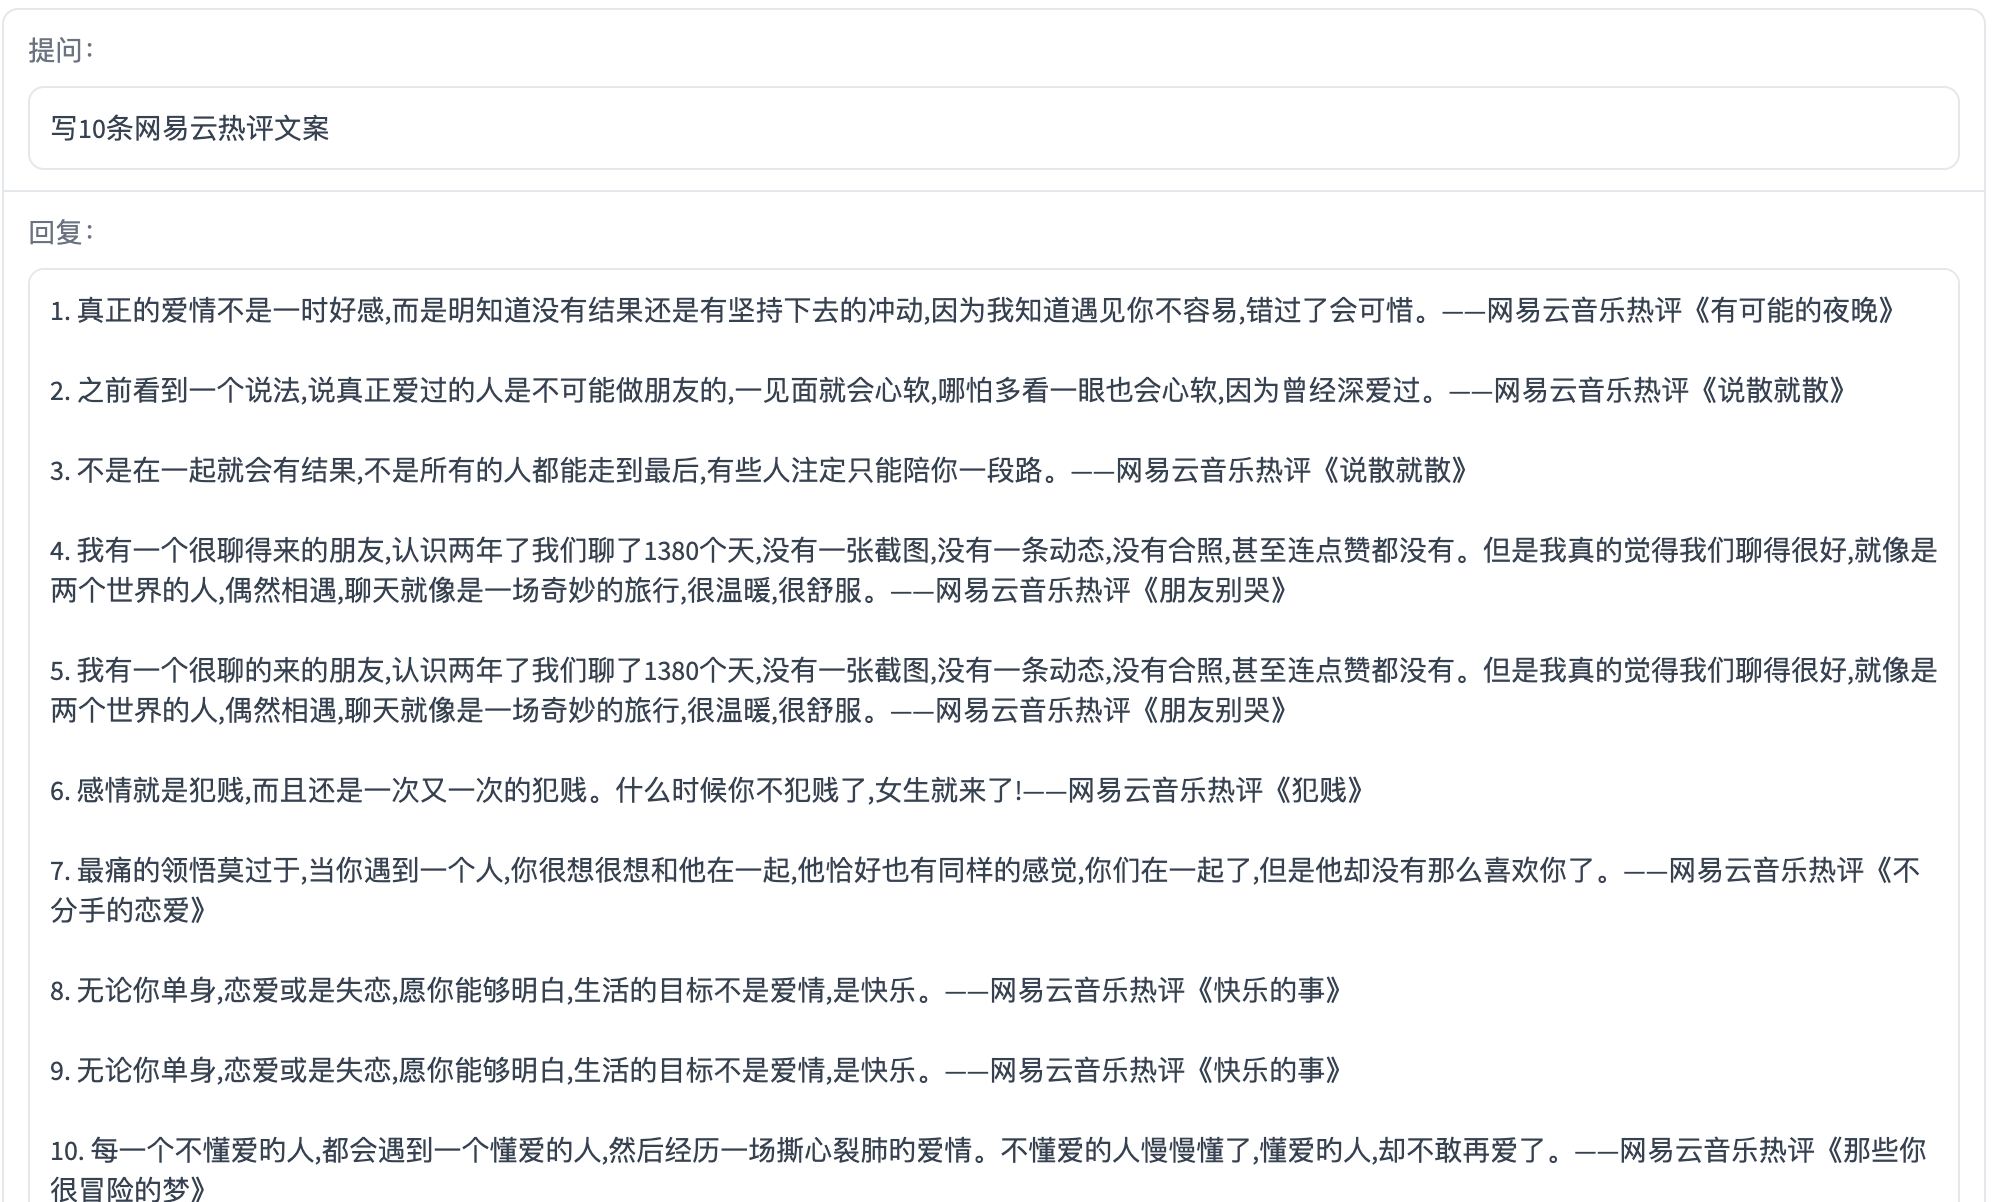 提问：
写10条网易云热评文案
回复：
1. 真正的爱情不是一时好感,而是明知道没有结果还是有坚持下去的冲动,因为我知道遇见你不容易,错过了会可惜。——网易云音乐热评《有可能的夜晚》
2. 之前看到一个说法,说真正爱过的人是不可能做朋友的,一见面就会心软,哪怕多看一眼也会心软,因为曾经深爱过。——网易云音乐热评《说散就散》
3. 不是在一起就会有结果,不是所有的人都能走到最后,有些人注定只能陪你一段路。——网易云音乐热评《说散就散》
4. 我有一个很聊得来的朋友,认识两年了我们聊了1380个天,没有一张截图,没有一条动态,没有合照,甚至连点赞都没有。但是我真的觉得我们聊得很好,就像是
两个世界的人,偶然相遇,聊天就像是一场奇妙的旅行,很温暖,很舒服。——网易云音乐热评《朋友别哭》
5. 我有一个很聊的来的朋友,认识两年了我们聊了1380个天,没有一张截图,没有一条动态,没有合照,甚至连点赞都没有。但是我真的觉得我们聊得很好,就像是
两个世界的人,偶然相遇,聊天就像是一场奇妙的旅行,很温暖,很舒服。——网易云音乐热评《朋友别哭》
6. 感情就是犯贱,而且还是一次又一次的犯贱。什么时候你不犯贱了,女生就来了!——网易云音乐热评《犯贱》
7. 最痛的领悟莫过于,当你遇到一个人,你很想很想和他在一起,他恰好也有同样的感觉,你们在一起了,但是他却没有那么喜欢你了。——网易云音乐热评《不
分手的恋爱》
8. 无论你单身,恋爱或是失恋,愿你能够明白,生活的目标不是爱情,是快乐。——网易云音乐热评《快乐的事》
9. 无论你单身,恋爱或是失恋,愿你能够明白,生活的目标不是爱情,是快乐。——网易云音乐热评《快乐的事》
10. 每一个不懂爱旳人,都会遇到一个懂爱的人,然后经历一场撕心裂肺旳爱情。不懂爱的人慢慢懂了,懂爱旳人,却不敢再爱了。——网易云音乐热评《那些你
很冒险的梦》